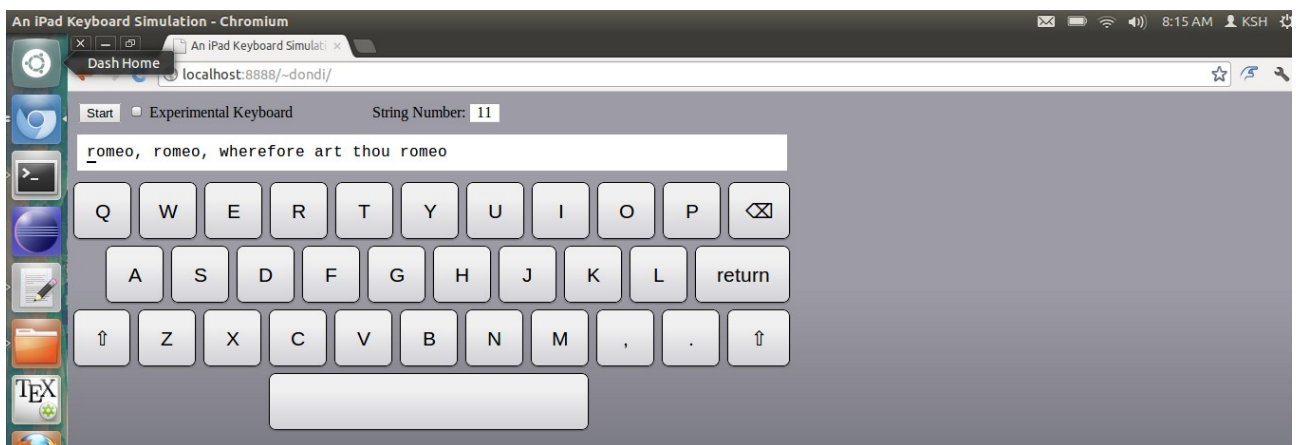 An iPad Keyboard Simulation - Chromium 8:15 AM KSH
An iPad Keyboard Simulati
Dash Home
localhost:8888/~dondi/
Start Experimental Keyboard String Number: 11
romeo, romeo, wherefore art thou romeo
Q W E R T Y U I O P
A S D F G H J K L return
Z X C V B N M , .
TEX